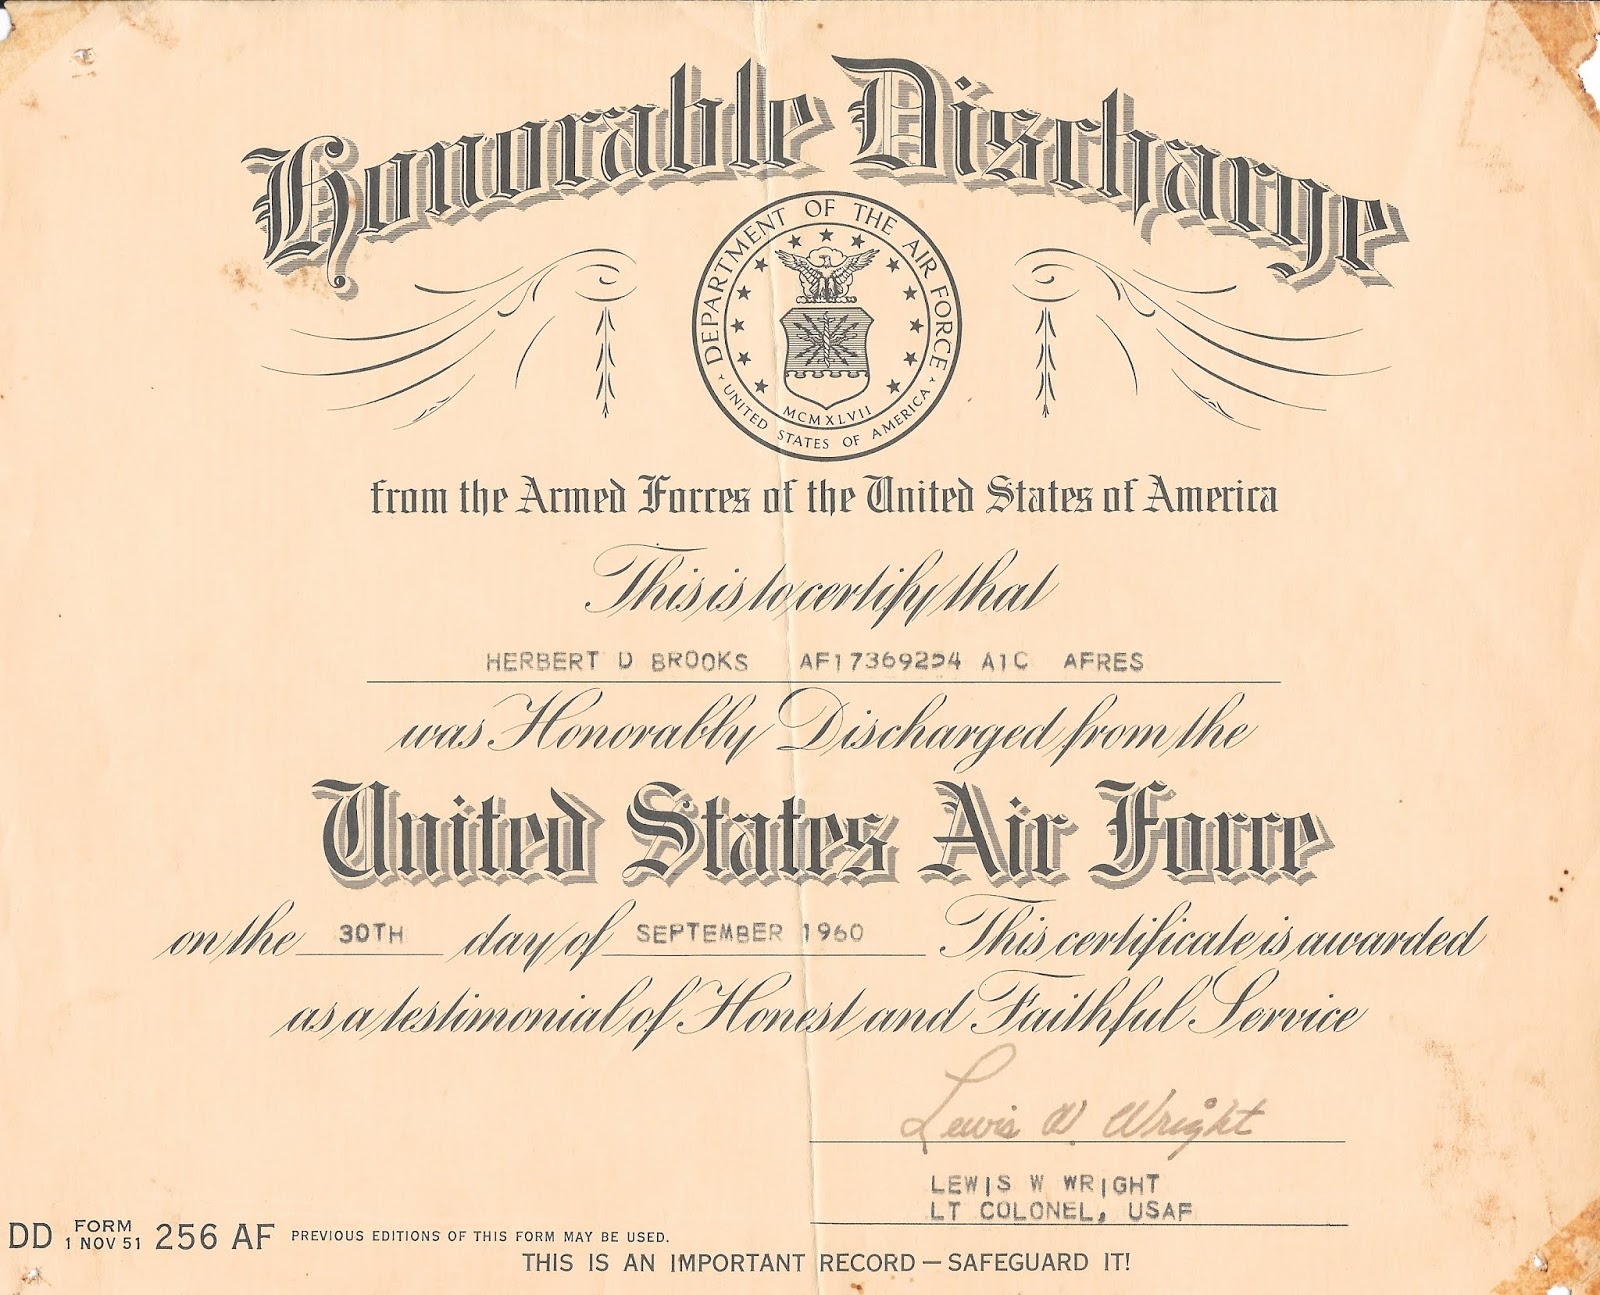 Honorable Discharge
DEPARTMENT OF THE AIR FORCE
MCMXLVII
UNITED STATES OF AMERICA
from the Armed Forces of the United States of America
This is to certify that
HERBERT D BROOKS AF17369254 A1C AFRES
was Honorably Discharged from the
United States Air Force
on the 30TH day of SEPTEMBER 1960 This certificate is awarded
as a testimonial of Honest and Faithful Service
Lewis W. Wright
LEWIS W WRIGHT
LT COLONEL, USAF
DD FORM 1 NOV 51 256 AF PREVIOUS EDITIONS OF THIS FORM MAY BE USED.
THIS IS AN IMPORTANT RECORD — SAFEGUARD IT!